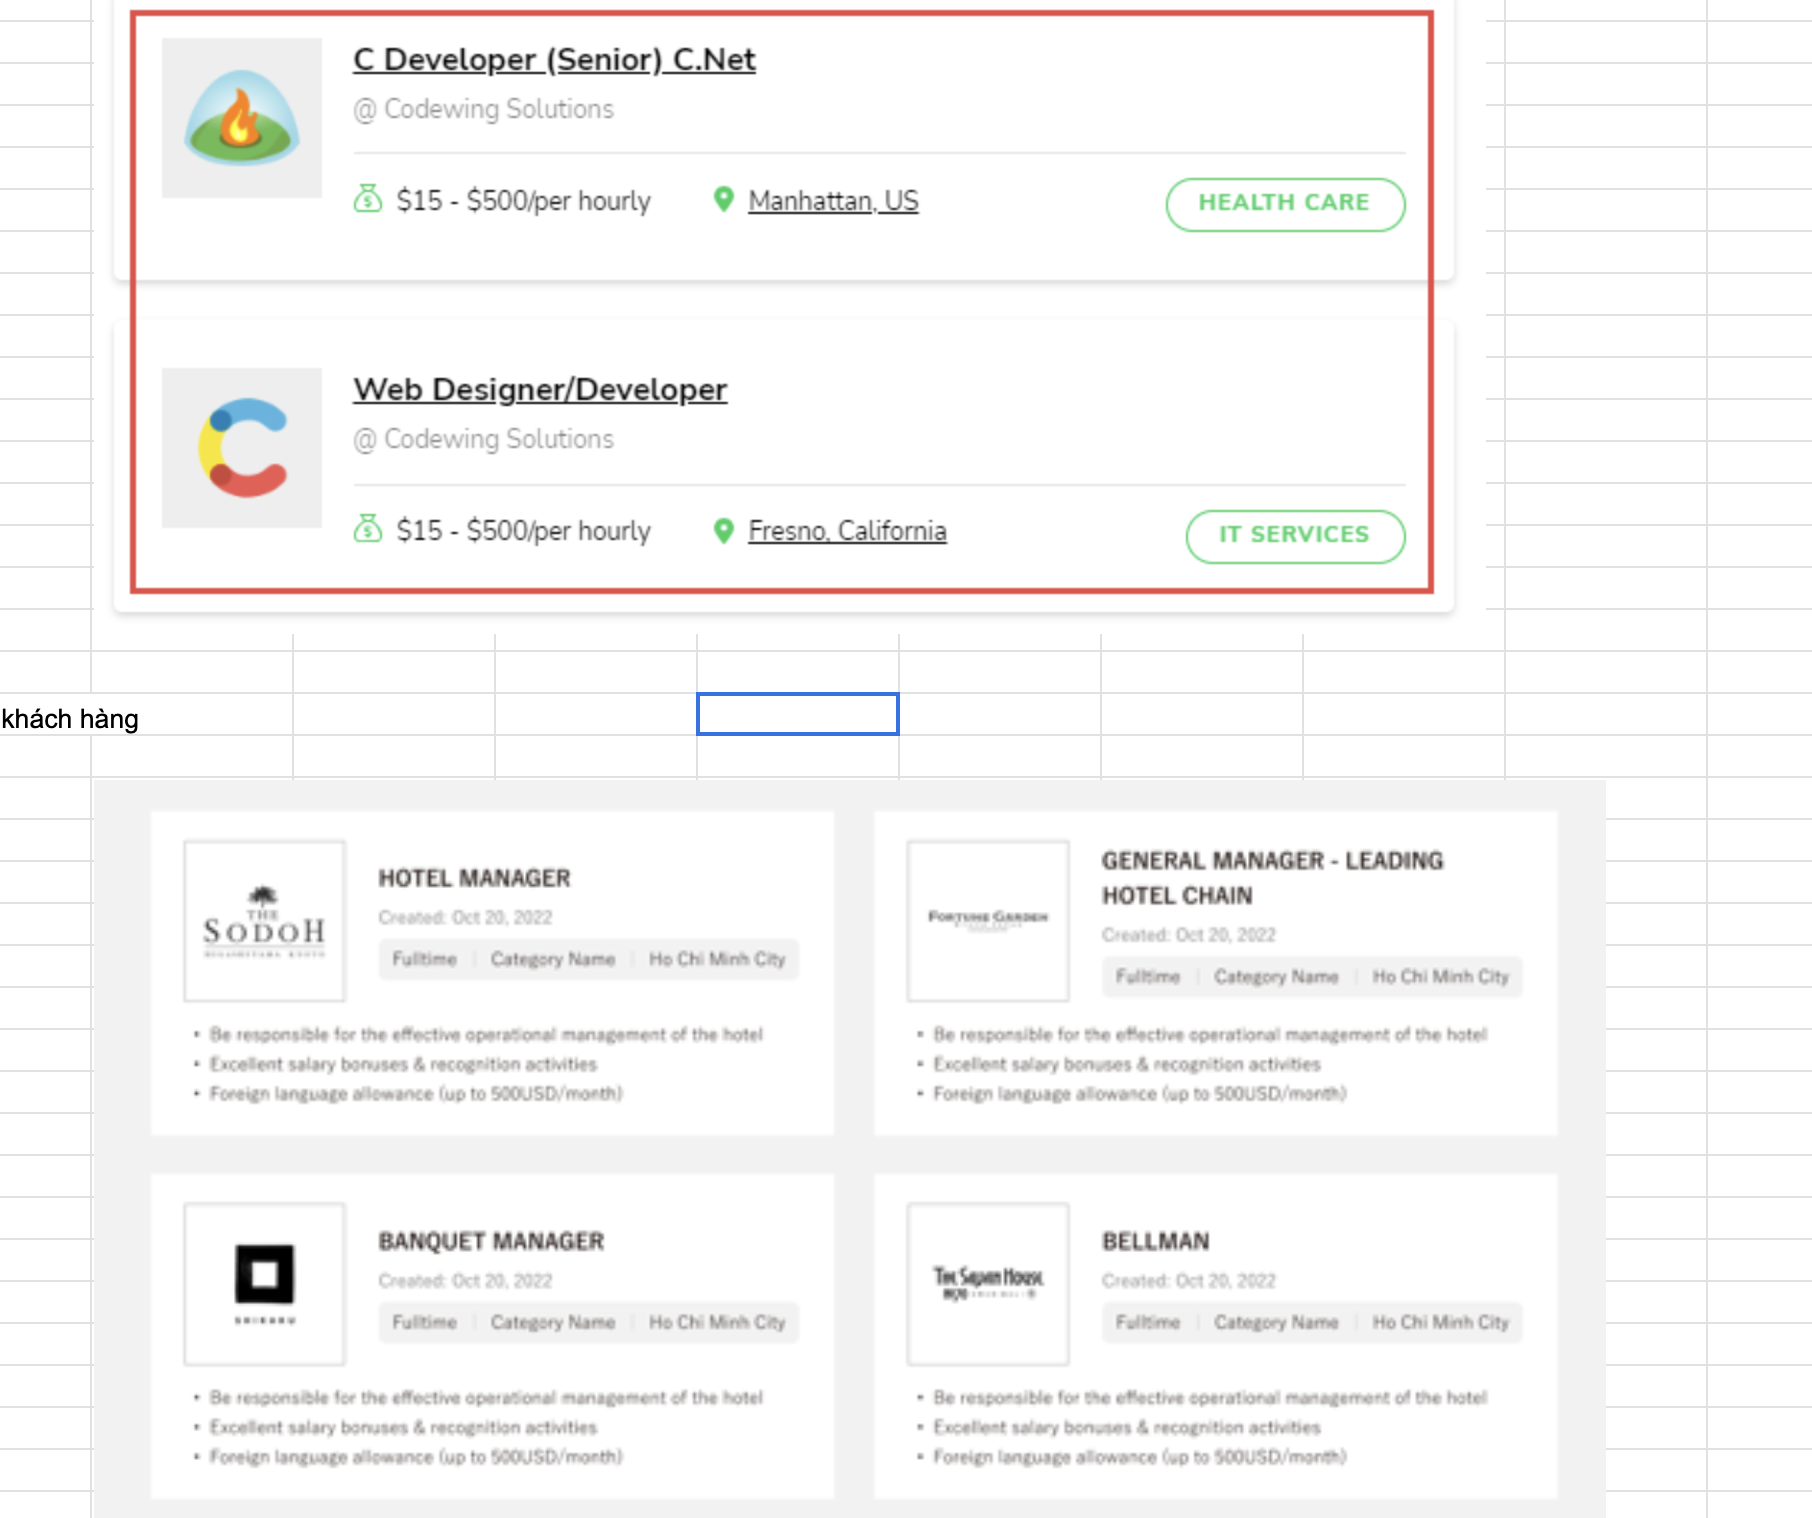 C Developer (Senior) C.Net
@ Codewing Solutions
$15 - $500/per hourly
Manhattan, US
HEALTH CARE
Web Designer/Developer
@ Codewing Solutions
$15 - $500/per hourly
Fresno, California
IT SERVICES
khách hàng
THE
SODOH
HOTEL MANAGER
Created: Oct 20, 2022
Fulltime
Category Name
Ho Chi Minh City
• Be responsible for the effective operational management of the hotel
• Excellent salary bonuses & recognition activities
• Foreign language allowance (up to 500USD/month)
FORTUNE GARDEN
GENERAL MANAGER - LEADING
HOTEL CHAIN
Created: Oct 20, 2022
Fulltime
Category Name
Ho Chi Minh City
• Be responsible for the effective operational management of the hotel
• Excellent salary bonuses & recognition activities
• Foreign language allowance (up to 500USD/month)
BANQUET MANAGER
Created: Oct 20, 2022
Fulltime
Category Name
Ho Chi Minh City
• Be responsible for the effective operational management of the hotel
• Excellent salary bonuses & recognition activities
• Foreign language allowance (up to 500USD/month)
BELLMAN
Created: Oct 20, 2022
Fulltime
Category Name
Ho Chi Minh City
• Be responsible for the effective operational management of the hotel
• Excellent salary bonuses & recognition activities
• Foreign language allowance (up to 500USD/month)